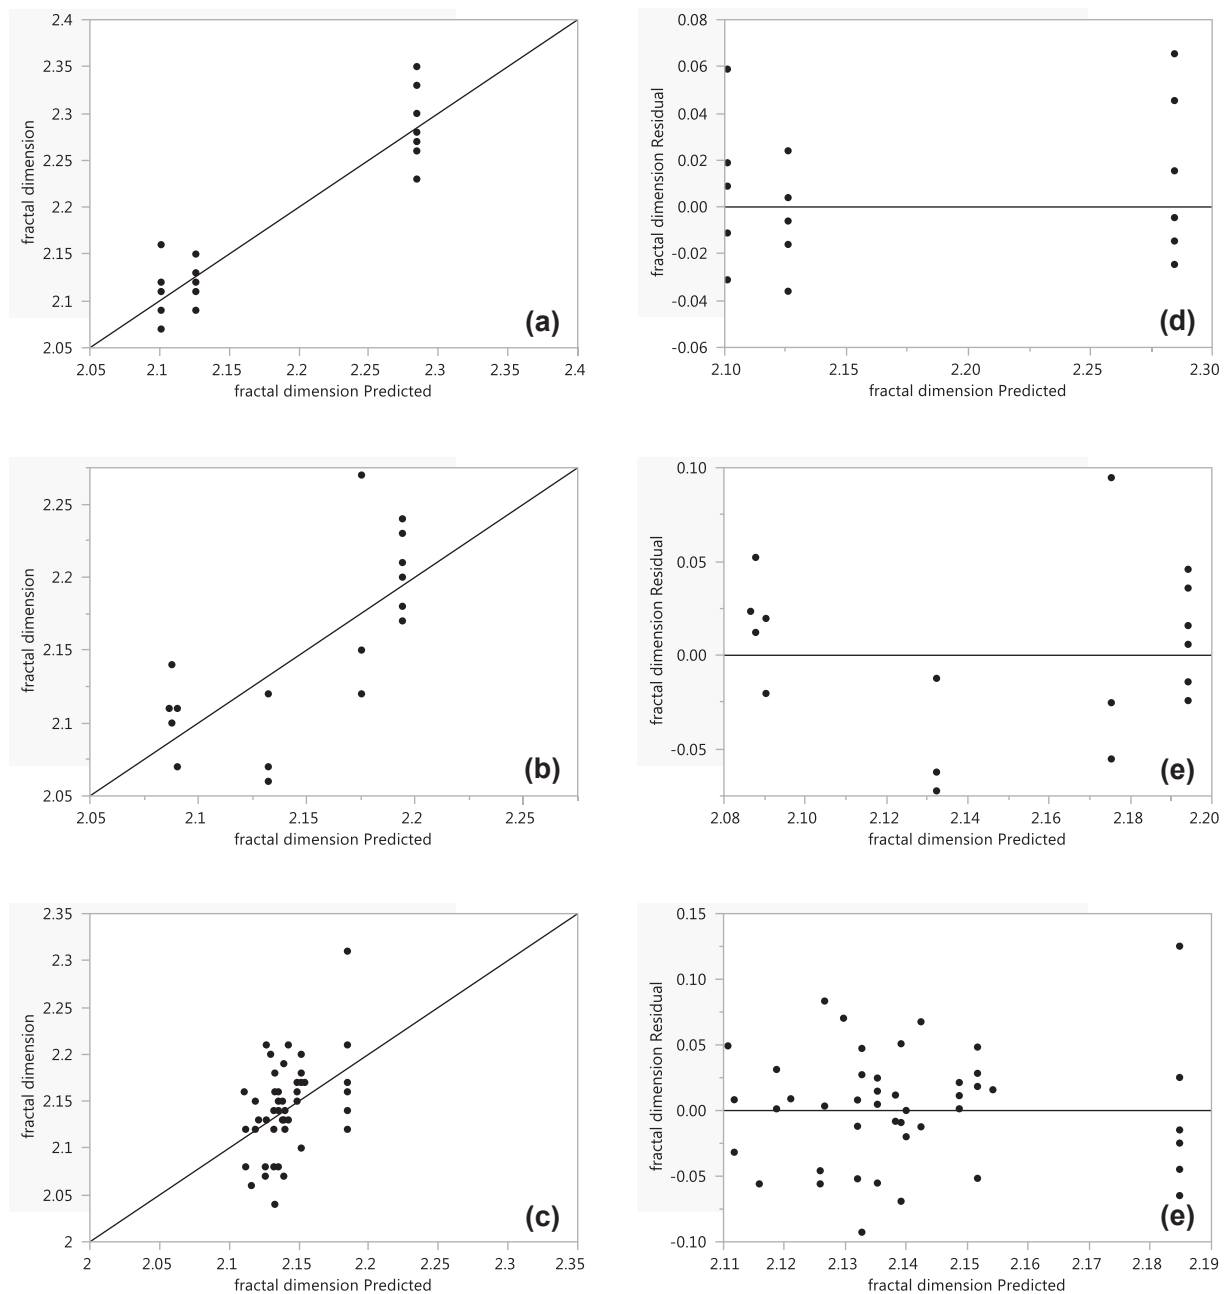 2.4
2.35
2.3
2.25
2.2
2.15
2.1
2.05
fractal dimension
(a)
2.05 2.1 2.15 2.2 2.25 2.3 2.35 2.4
fractal dimension Predicted
0.08
0.06
0.04
0.02
0.00
-0.02
-0.04
-0.06
fractal dimension Residual
(d)
2.10 2.15 2.20 2.25 2.30
fractal dimension Predicted
2.25
2.2
2.15
2.1
2.05
fractal dimension
(b)
2.05 2.1 2.15 2.2 2.25
fractal dimension Predicted
0.10
0.05
0.00
-0.05
fractal dimension Residual
(e)
2.08 2.10 2.12 2.14 2.16 2.18 2.20
fractal dimension Predicted
2.35
2.3
2.25
2.2
2.15
2.1
2.05
2
fractal dimension
(c)
2 2.05 2.1 2.15 2.2 2.25 2.3 2.35
fractal dimension Predicted
0.15
0.10
0.05
0.00
-0.05
-0.10
fractal dimension Residual
(e)
2.11 2.12 2.13 2.14 2.15 2.16 2.17 2.18 2.19
fractal dimension Predicted